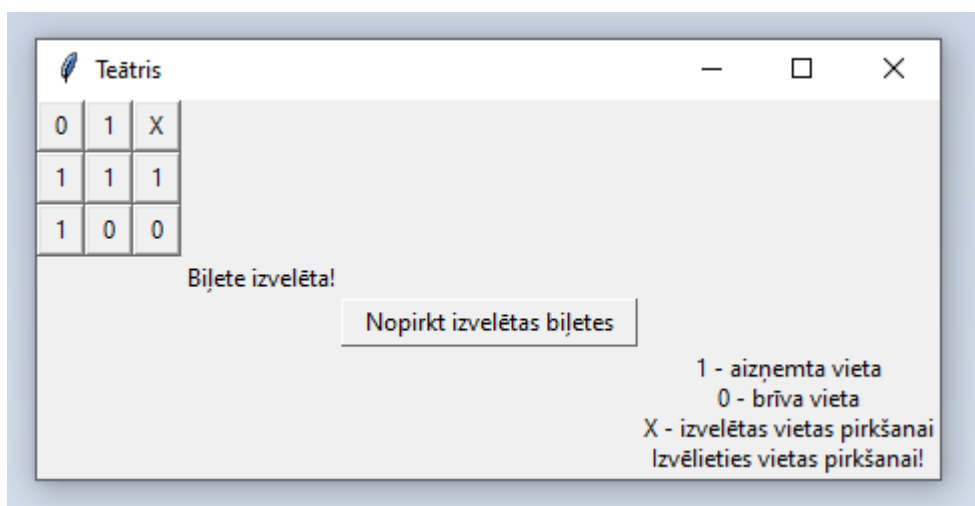 Teātris
0 1 X
1 1 1
1 0 0
Biļete izvelēta!
Nopirkt izvelētas biļetes
1 - aizņemta vieta
0 - brīva vieta
X - izvelētas vietas pirkšanai
Izvēlieties vietas pirkšanai!